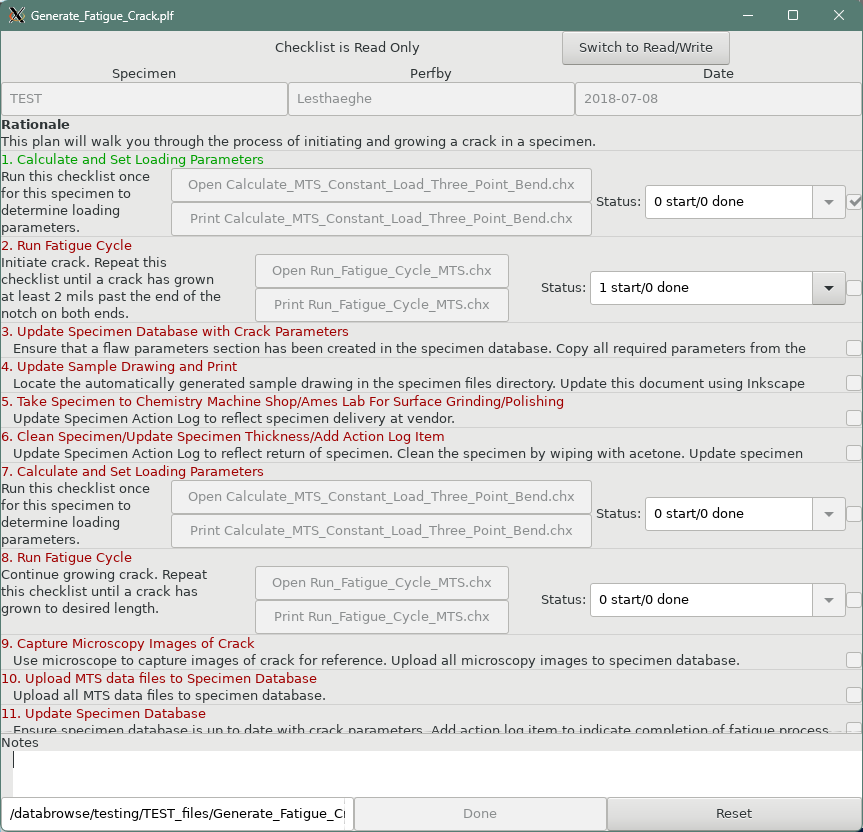 Generate_Fatigue_Crack.plf
Checklist is Read Only
Switch to Read/Write
Specimen
Perfby
Date
TEST
Lesthaeghe
2018-07-08
Rationale
This plan will walk you through the process of initiating and growing a crack in a specimen.
1. Calculate and Set Loading Parameters
Run this checklist once
for this specimen to
determine loading
parameters.
Open Calculate_MTS_Constant_Load_Three_Point_Bend.chx
Print Calculate_MTS_Constant_Load_Three_Point_Bend.chx
Status:
0 start/0 done
2. Run Fatigue Cycle
Initiate crack. Repeat this
checklist until a crack has grown
at least 2 mils past the end of the
notch on both ends.
Open Run_Fatigue_Cycle_MTS.chx
Print Run_Fatigue_Cycle_MTS.chx
Status:
1 start/0 done
3. Update Specimen Database with Crack Parameters
Ensure that a flaw parameters section has been created in the specimen database. Copy all required parameters from the
4. Update Sample Drawing and Print
Locate the automatically generated sample drawing in the specimen files directory. Update this document using Inkscape
5. Take Specimen to Chemistry Machine Shop/Ames Lab For Surface Grinding/Polishing
Update Specimen Action Log to reflect specimen delivery at vendor.
6. Clean Specimen/Update Specimen Thickness/Add Action Log Item
Update Specimen Action Log to reflect return of specimen. Clean the specimen by wiping with acetone. Update specimen
7. Calculate and Set Loading Parameters
Run this checklist once
for this specimen to
determine loading
parameters.
Open Calculate_MTS_Constant_Load_Three_Point_Bend.chx
Print Calculate_MTS_Constant_Load_Three_Point_Bend.chx
Status:
0 start/0 done
8. Run Fatigue Cycle
Continue growing crack. Repeat
this checklist until a crack has
grown to desired length.
Open Run_Fatigue_Cycle_MTS.chx
Print Run_Fatigue_Cycle_MTS.chx
Status:
0 start/0 done
9. Capture Microscopy Images of Crack
Use microscope to capture images of crack for reference. Upload all microscopy images to specimen database.
10. Upload MTS data files to Specimen Database
Upload all MTS data files to specimen database.
11. Update Specimen Database
Ensure specimen database is up to date with crack parameters. Add action log item to indicate completion of fatigue process
Notes
/databrowse/testing/TEST_files/Generate_Fatigue_Cr
Done
Reset